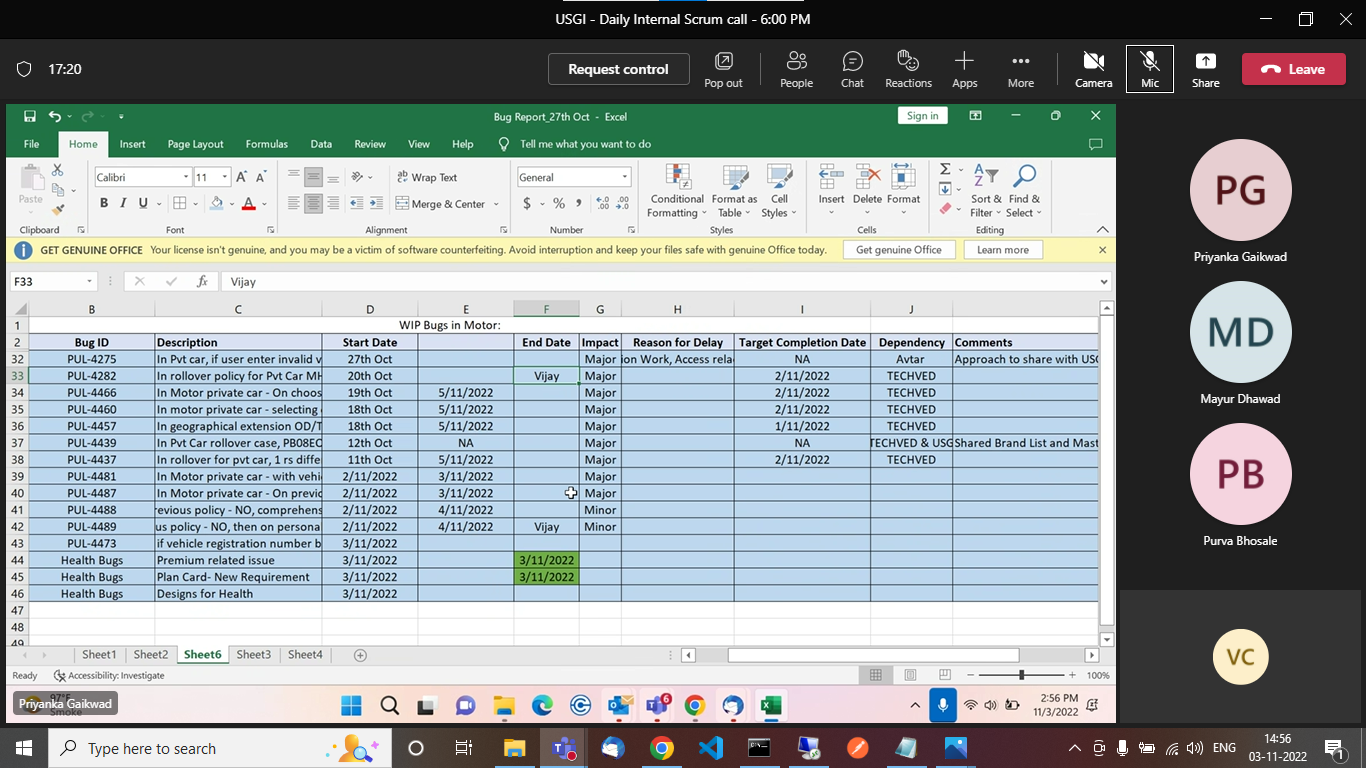 USGI - Daily Internal Scrum call - 6:00 PM
17:20
Request control
Pop out
People
Chat
Reactions
Apps
More
Camera
Mic
Share
Leave
Bug Report_27th Oct - Excel
Sign in
File Home Insert Page Layout Formulas Data Review View Help Tell me what you want to do
Paste
Calibri 11
B I U
Wrap Text
Merge & Center
General
$ % ,
Conditional Formatting
Format as Table
Cell Styles
Insert Delete Format
Sort & Filter
Find & Select
Clipboard Font Alignment Number Styles Cells Editing
GET GENUINE OFFICE Your license isn't genuine, and you may be a victim of software counterfeiting. Avoid interruption and keep your files safe with genuine Office today. Get genuine Office Learn more
F33 fx Vijay
B C D E F G H I J
1 WIP Bugs in Motor:
2 Bug ID Description Start Date End Date Impact Reason for Delay Target Completion Date Dependency Comments
32 PUL-4275 In Pvt car, if user enter invalid v 27th Oct Major ion Work, Access rela NA Avtar Approach to share with USG
33 PUL-4282 In rollover policy for Pvt Car MH 20th Oct Vijay Major 2/11/2022 TECHVED
34 PUL-4466 In Motor private car - On choos 19th Oct 5/11/2022 Major 2/11/2022 TECHVED
35 PUL-4460 In motor private car - selecting 18th Oct 5/11/2022 Major 2/11/2022 TECHVED
36 PUL-4457 In geographical extension OD/T 18th Oct 5/11/2022 Major 1/11/2022 TECHVED
37 PUL-4439 In Pvt Car rollover case, PB08EC 12th Oct NA Major NA TECHVED & USG Shared Brand List and Mast
38 PUL-4437 In rollover for pvt car, 1 rs diffe 11th Oct 5/11/2022 Major 2/11/2022 TECHVED
39 PUL-4481 In Motor private car - with vehi 2/11/2022 3/11/2022 Major
40 PUL-4487 In Motor private car - On previo 2/11/2022 3/11/2022 Major
41 PUL-4488 revious policy - NO, comprehens 2/11/2022 4/11/2022 Minor
42 PUL-4489 us policy - NO, then on persona 2/11/2022 4/11/2022 Vijay Minor
43 PUL-4473 if vehicle registration number b 3/11/2022
44 Health Bugs Premium related issue 3/11/2022 3/11/2022
45 Health Bugs Plan Card- New Requirement 3/11/2022 3/11/2022
46 Health Bugs Designs for Health 3/11/2022
47
48
49
Sheet1 Sheet2 Sheet6 Sheet3 Sheet4
Ready Accessibility: Investigate 100%
97°F
Smoke
Priyanka Gaikwad
6
2:56 PM
11/3/2022
PG
Priyanka Gaikwad
MD
Mayur Dhawad
PB
Purva Bhosale
VC
Type here to search
ENG
14:56
03-11-2022
1